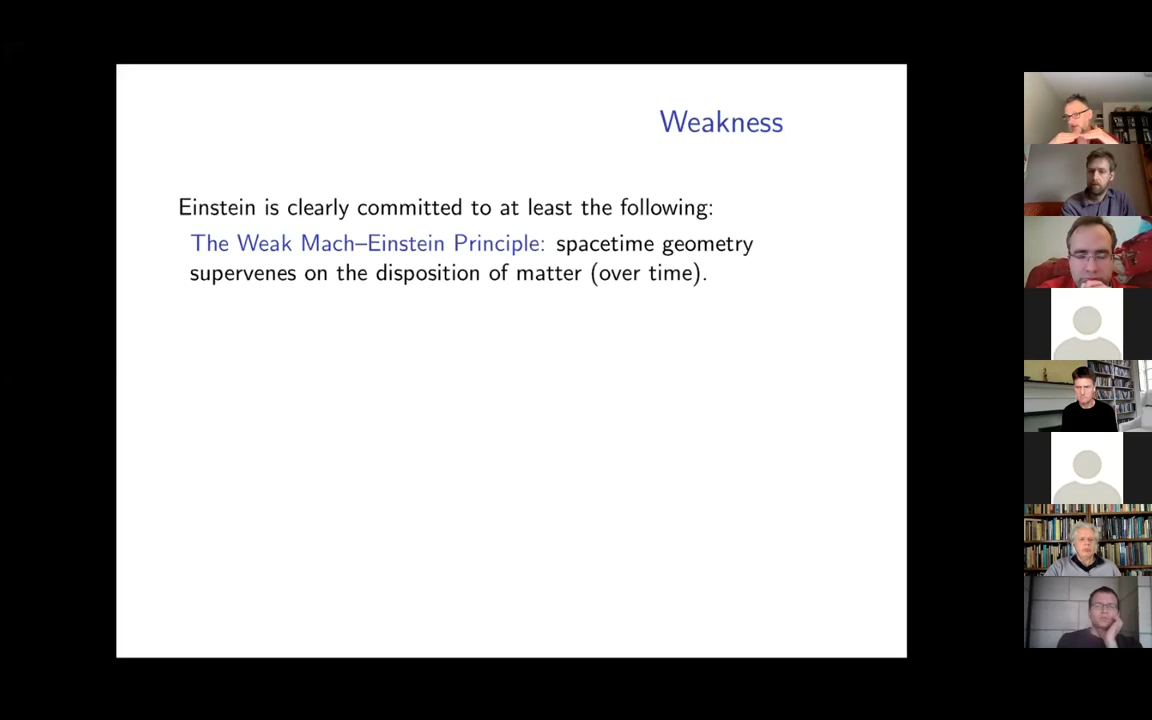 Weakness
Einstein is clearly committed to at least the following:
The Weak Mach–Einstein Principle: spacetime geometry
supervenes on the disposition of matter (over time).